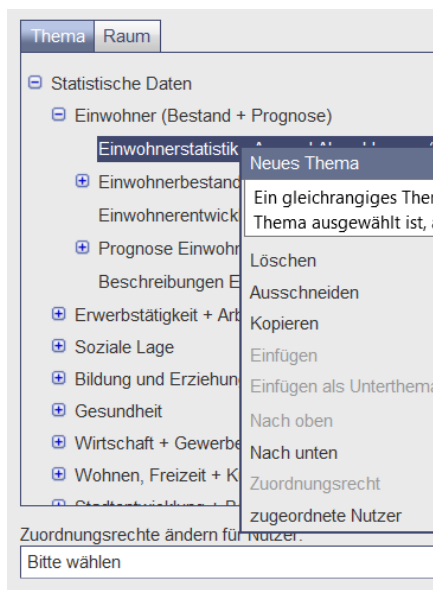 Thema Raum
Statistische Daten
Einwohner (Bestand + Prognose)
Einwohnerstatistik
Neues Thema
Einwohnerbestand
Ein gleichrangiges
Einwohnerentwick
Thema ausgewählt ist,
Prognose Einwohn
Löschen
Beschreibungen E
Ausschneiden
Erwerbstätigkeit + Arb
Kopieren
Soziale Lage
Einfügen
Bildung und Erziehun
Einfügen als Unterthema
Gesundheit
Nach oben
Wirtschaft + Gewerbe
Nach unten
Wohnen, Freizeit + K
Zuordnungsrecht
zugeordnete Nutzer
Zuordnungsrechte ändern für Nutzer:
Bitte wählen